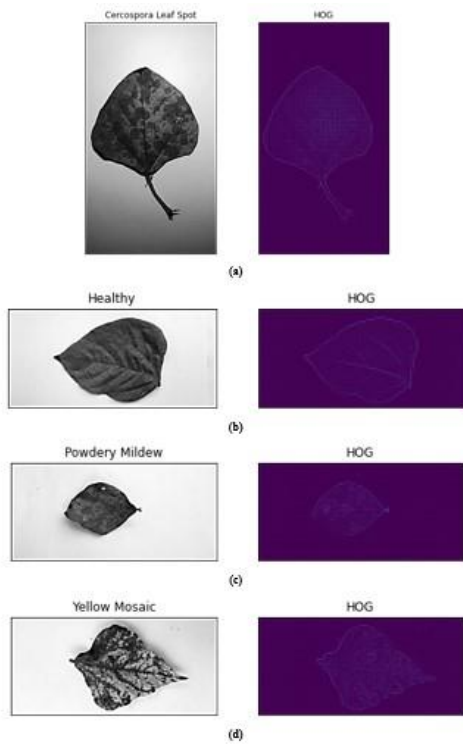 Cercospora Leaf Spot HOG
(a)
Healthy HOG
(b)
Powdery Mildew HOG
(c)
Yellow Mosaic HOG
(d)